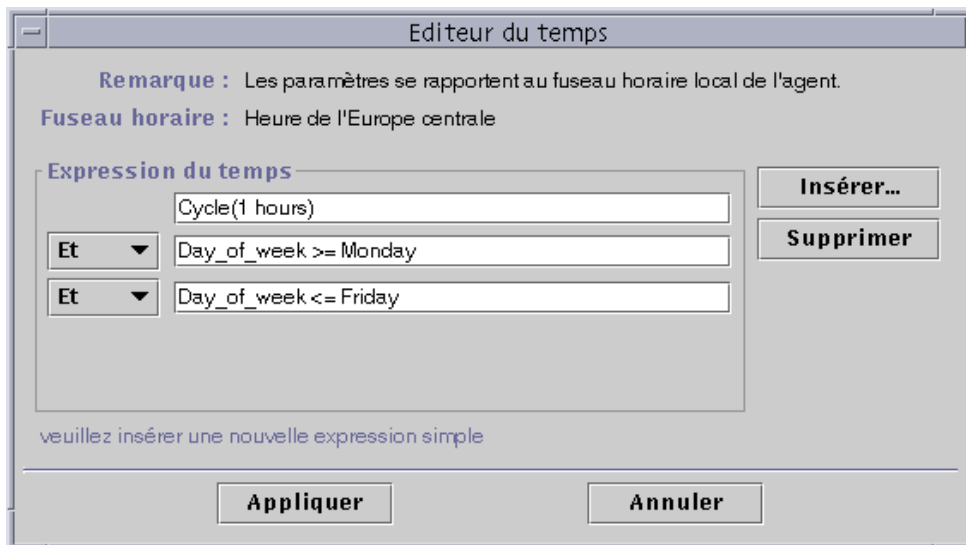 Editeur du temps
Remarque : Les paramètres se rapportent au fuseau horaire local de l'agent.
Fuseau horaire : Heure de l'Europe centrale
Expression du temps
Cycle(1 hours)
Et Day_of_week >= Monday
Et Day_of_week <= Friday
Insérer...
Supprimer
veuillez insérer une nouvelle expression simple
Appliquer Annuler